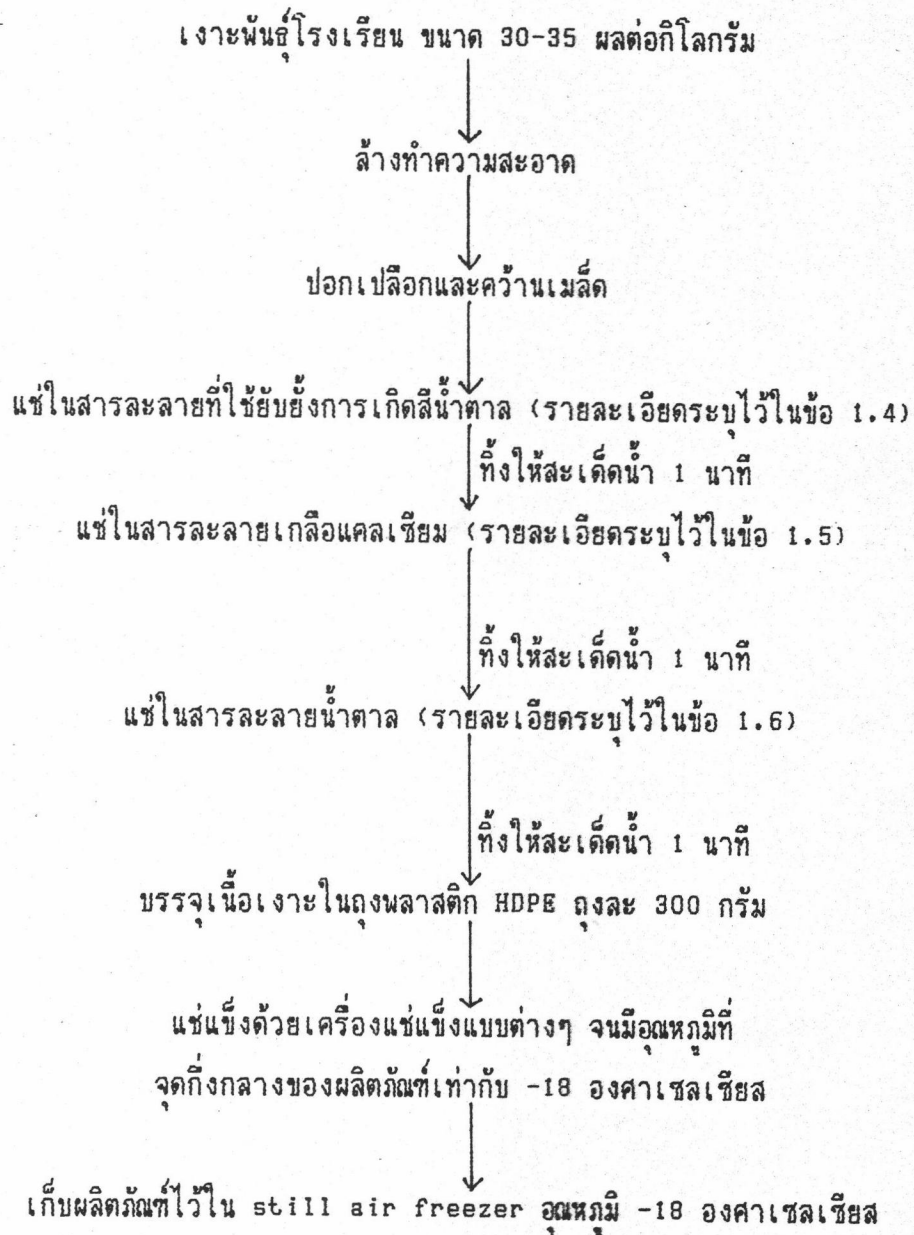 เงาะพันธุ์โรงเรียน ขนาด 30-35 ผลต่อกิโลกรัม
ล้างทำความสะอาด
ปอกเปลือกและคว้านเมล็ด
แช่ในสารละลายที่ใช้ยับยั้งการเกิดสีน้ำตาล (รายละเอียดระบุไว้ในข้อ 1.4)
ทิ้งให้สะเด็ดน้ำ 1 นาที
แช่ในสารละลายเกลือแคลเซียม (รายละเอียดระบุไว้ในข้อ 1.5)
ทิ้งให้สะเด็ดน้ำ 1 นาที
แช่ในสารละลายน้ำตาล (รายละเอียดระบุไว้ในข้อ 1.6)
ทิ้งให้สะเด็ดน้ำ 1 นาที
บรรจุเนื้อเงาะในถุงพลาสติก HDPE ถุงละ 300 กรัม
แช่แข็งด้วยเครื่องแช่แข็งแบบต่างๆ จนมีอุณหภูมิที่
จุดกึ่งกลางของผลิตภัณฑ์เท่ากับ -18 องศาเซลเซียส
เก็บผลิตภัณฑ์ไว้ใน still air freezer อุณหภูมิ -18 องศาเซลเซียส